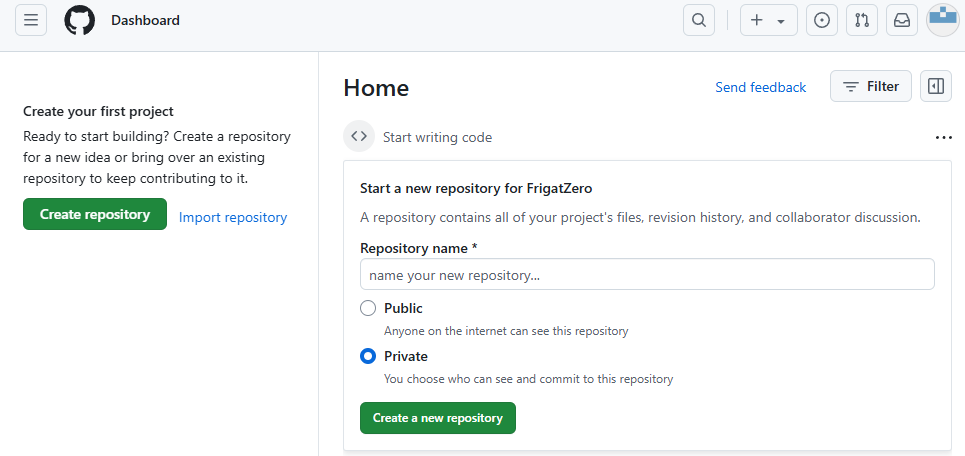 Dashboard
Create your first project
Ready to start building? Create a repository
for a new idea or bring over an existing
repository to keep contributing to it.
Create repository
Import repository
Home
Send feedback
Filter
Start writing code
Start a new repository for FrigatZero
A repository contains all of your project's files, revision history, and collaborator discussion.
Repository name *
name your new repository...
Public
Anyone on the internet can see this repository
Private
You choose who can see and commit to this repository
Create a new repository